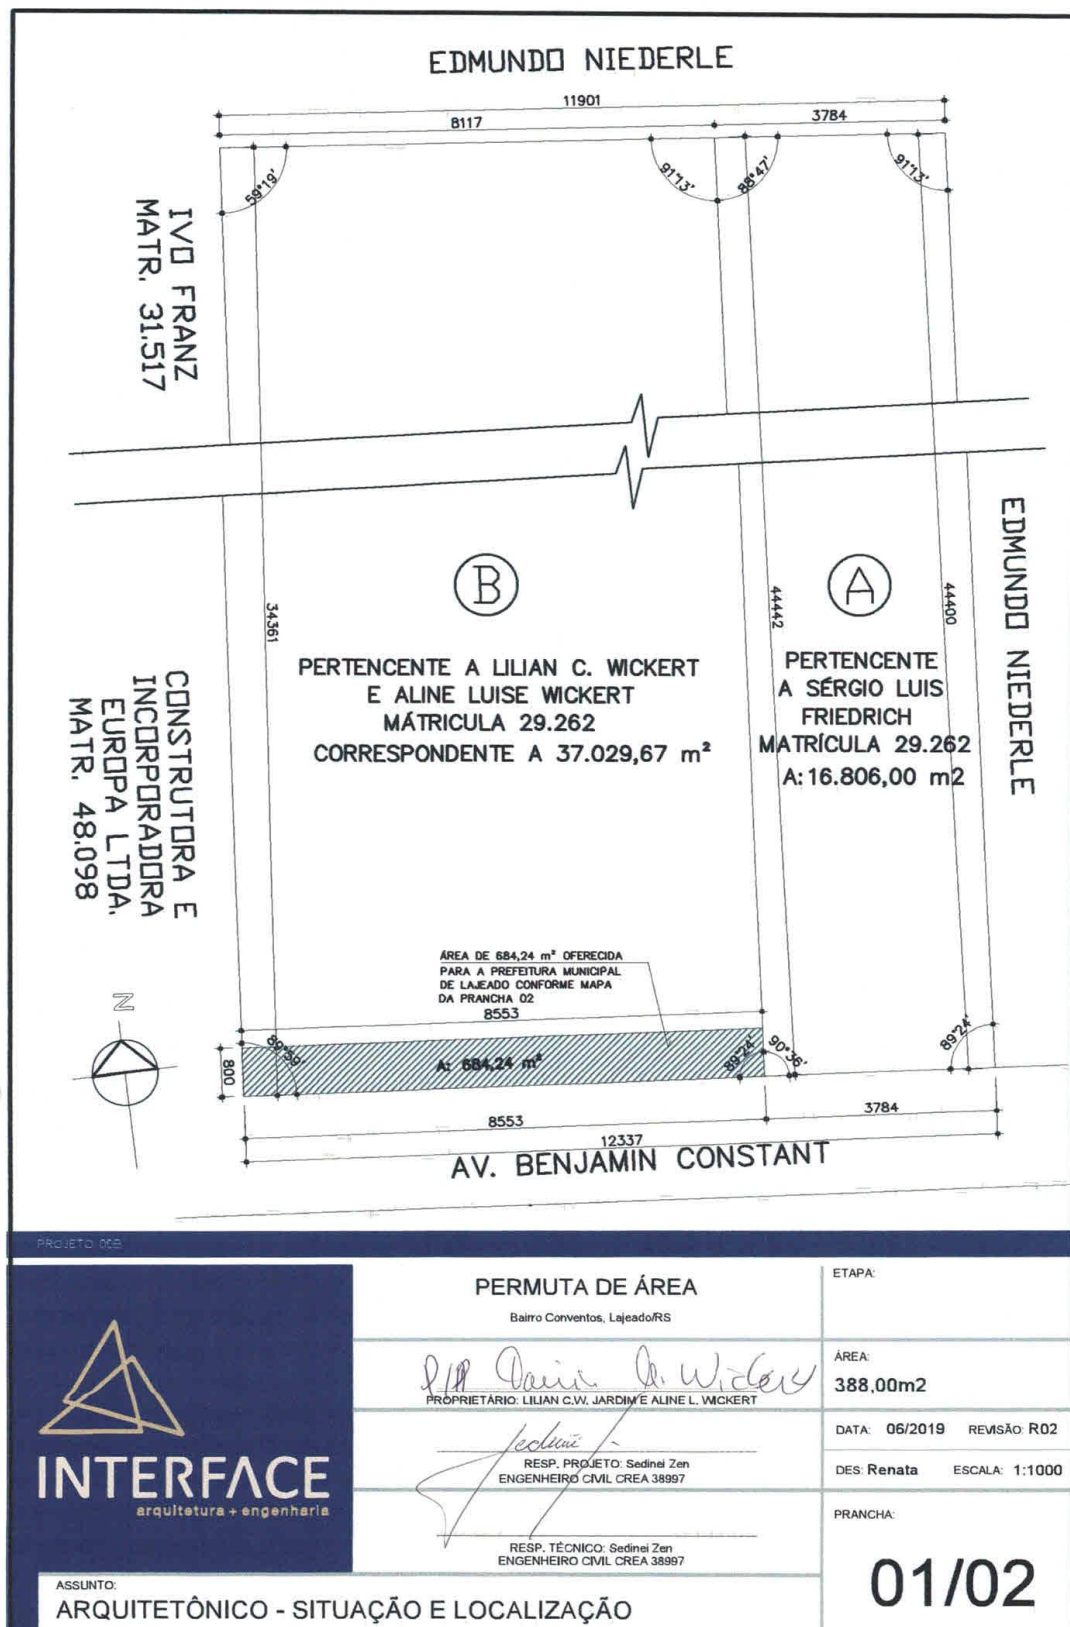 EDMUNDO NIEDERLE
11901
8117
3784
59°19'
91°13'
88°47'
91°13'
IVO FRANZ
MATR. 31.517
EDMUNDO NIEDERLE
B
A
34361
44442
44400
PERTENCENTE A LILIAN C. WICKERT
E ALINE LUISE WICKERT
MÁTRICULA 29.262
CORRESPONDENTE A 37.029,67 m²
PERTENCENTE
A SÉRGIO LUIS
FRIEDRICH
MATRÍCULA 29.262
A:16.806,00 m2
CONSTRUTORA E
INCORPORADORA
EUROPA LTDA.
MATR. 48.098
ÁREA DE 684,24 m² OFERECIDA
PARA A PREFEITURA MUNICIPAL
DE LAJEADO CONFORME MAPA
DA PRANCHA 02
8553
N
800
89°59'
A: 684,24 m²
89°24'
90°36'
89°24'
8553
3784
12337
AV. BENJAMIN CONSTANT
PERMUTA DE ÁREA
Bairro Conventos, Lajeado/RS
PROPRIETÁRIO: LILIAN C.W. JARDIM E ALINE L. WICKERT
RESP. PROJETO: Sedinei Zen
ENGENHEIRO CIVIL CREA 38997
RESP. TÉCNICO: Sedinei Zen
ENGENHEIRO CIVIL CREA 38997
ETAPA:
ÁREA:
388,00m2
DATA: 06/2019 REVISÃO: R02
DES: Renata ESCALA: 1:1000
PRANCHA:
01/02
INTERFACE
arquitetura + engenharia
ASSUNTO:
ARQUITETÔNICO - SITUAÇÃO E LOCALIZAÇÃO